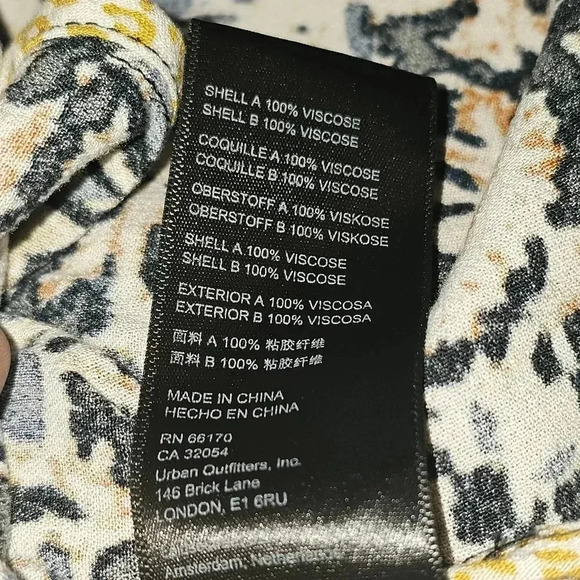 SHELL A 100% VISCOSE
SHELL B 100% VISCOSE
COQUILLE A 100% VISCOSE
COQUILLE B 100% VISCOSE
OBERSTOFF A 100% VISKOSE
OBERSTOFF B 100% VISKOSE
SHELL A 100% VISCOSE
SHELL B 100% VISCOSE
EXTERIOR A 100% VISCOSA
EXTERIOR B 100% VISCOSA
面料 A 100% 粘胶纤维
面料 B 100% 粘胶纤维
MADE IN CHINA
HECHO EN CHINA
RN 66170
CA 32054
Urban Outfitters, Inc.
146 Brick Lane
LONDON, E1 6RU
Amsterdam, Netherlands